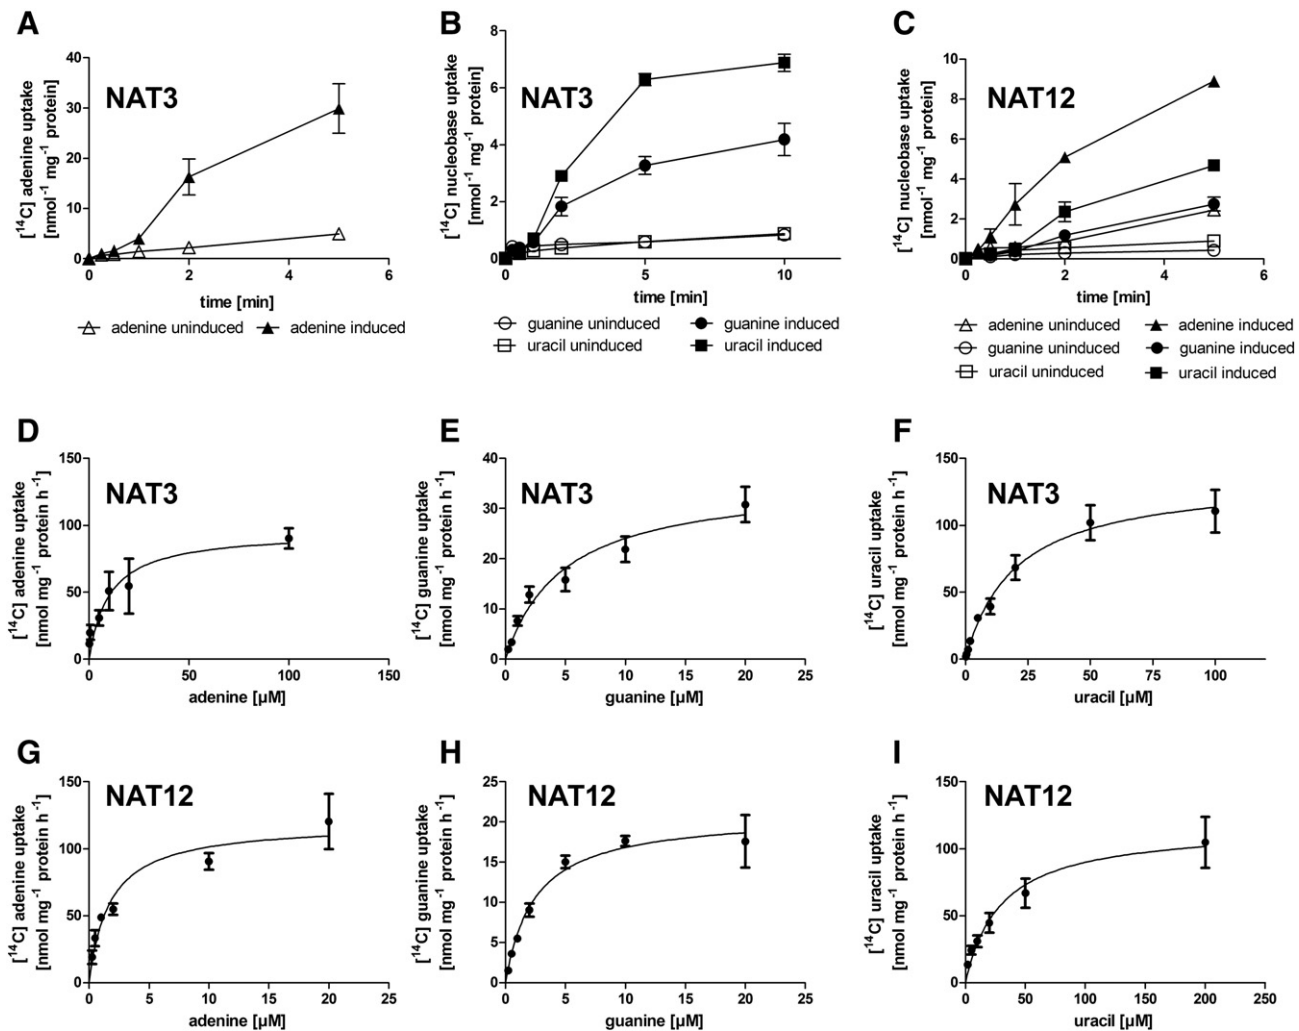 A
[¹⁴C] adenine uptake
[nmol⁻¹ mg⁻¹ protein]
40
30
20
10
0
NAT3
0 2 4 6
time [min]
adenine uninduced adenine induced
B
[¹⁴C] nucleobase uptake
[nmol⁻¹ mg⁻¹ protein]
8
6
4
2
0
NAT3
0 5 10
time [min]
guanine uninduced guanine induced
uracil uninduced uracil induced
C
[¹⁴C] nucleobase uptake
[nmol⁻¹ mg⁻¹ protein]
10
8
6
4
2
0
NAT12
0 2 4 6
time [min]
adenine uninduced adenine induced
guanine uninduced guanine induced
uracil uninduced uracil induced
D
[¹⁴C] adenine uptake
[nmol mg⁻¹ protein h⁻¹]
150
100
50
0
NAT3
0 50 100 150
adenine [µM]
E
[¹⁴C] guanine uptake
[nmol mg⁻¹ protein h⁻¹]
40
30
20
10
0
NAT3
0 5 10 15 20 25
guanine [µM]
F
[¹⁴C] uracil uptake
[nmol mg⁻¹ protein h⁻¹]
150
100
50
0
NAT3
0 25 50 75 100
uracil [µM]
G
[¹⁴C] adenine uptake
[nmol mg⁻¹ protein h⁻¹]
150
100
50
0
NAT12
0 5 10 15 20 25
adenine [µM]
H
[¹⁴C] guanine uptake
[nmol mg⁻¹ protein h⁻¹]
25
20
15
10
5
0
NAT12
0 5 10 15 20 25
guanine [µM]
I
[¹⁴C] uracil uptake
[nmol mg⁻¹ protein h⁻¹]
150
100
50
0
NAT12
0 50 100 150 200 250
uracil [µM]